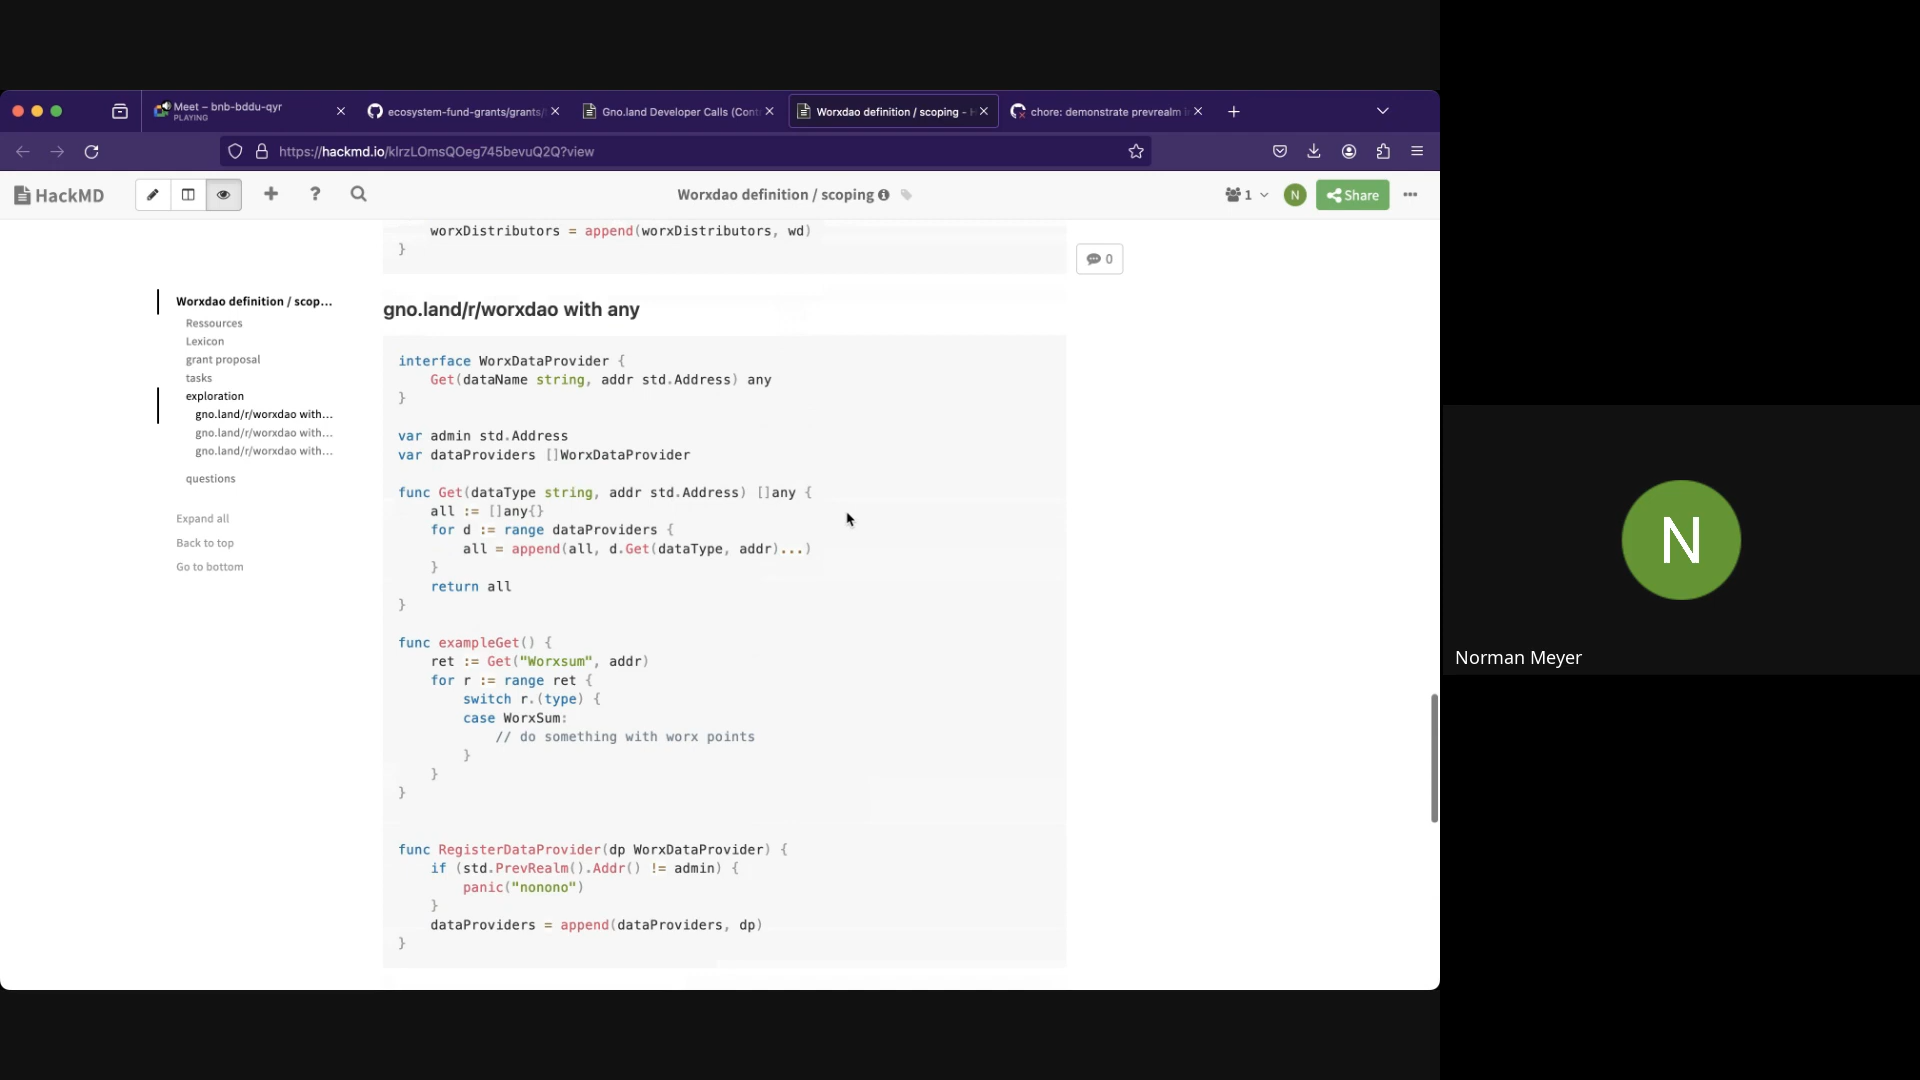 Meet – bnb-bddu-qyr
PLAYING
ecosystem-fund-grants/grants/
Gno.land Developer Calls (Cont
Worxdao definition / scoping -
chore: demonstrate prevrealm
https://hackmd.io/klrzLOmsQOeg745bevuQ2Q?view
HackMD
Worxdao definition / scoping
1
N
Share
worxDistributors = append(worxDistributors, wd)
}
0
Worxdao definition / scop...
Ressources
Lexicon
grant proposal
tasks
exploration
gno.land/r/worxdao with...
gno.land/r/worxdao with...
gno.land/r/worxdao with...
questions
Expand all
Back to top
Go to bottom
gno.land/r/worxdao with any
interface WorxDataProvider {
Get(dataName string, addr std.Address) any
}
var admin std.Address
var dataProviders []WorxDataProvider
func Get(dataType string, addr std.Address) []any {
all := []any{}
for d := range dataProviders {
all = append(all, d.Get(dataType, addr)...)
}
return all
}
func exampleGet() {
ret := Get("Worxsum", addr)
for r := range ret {
switch r.(type) {
case WorxSum:
// do something with worx points
}
}
}
func RegisterDataProvider(dp WorxDataProvider) {
if (std.PrevRealm().Addr() != admin) {
panic("nonono")
}
dataProviders = append(dataProviders, dp)
}
N
Norman Meyer